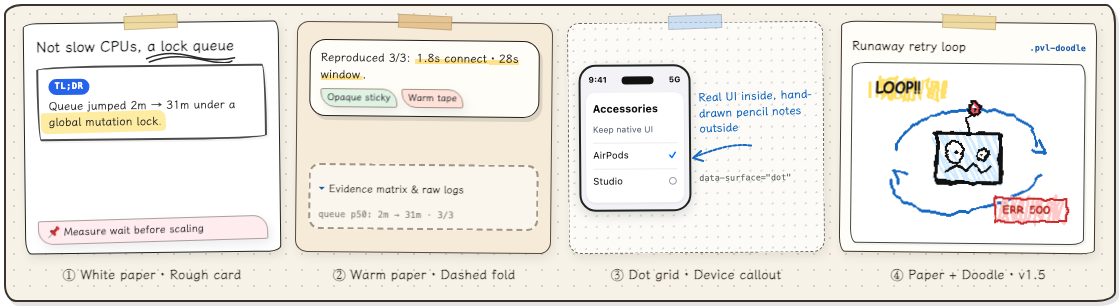 Not slow CPUs, a lock queue
TL;DR
Queue jumped 2m → 31m under a
global mutation lock.
📌 Measure wait before scaling
① White paper • Rough card
Reproduced 3/3: 1.8s connect • 28s
window.
Opaque sticky
Warm tape
Evidence matrix & raw logs
queue p50: 2m → 31m · 3/3
② Warm paper • Dashed fold
9:41
5G
Accessories
Keep native UI
AirPods
Studio
Real UI inside, hand-
drawn pencil notes
outside
data-surface="dot"
③ Dot grid • Device callout
Runaway retry loop
.pvl-doodle
LOOP!!
ERR 500
④ Paper + Doodle • v1.5